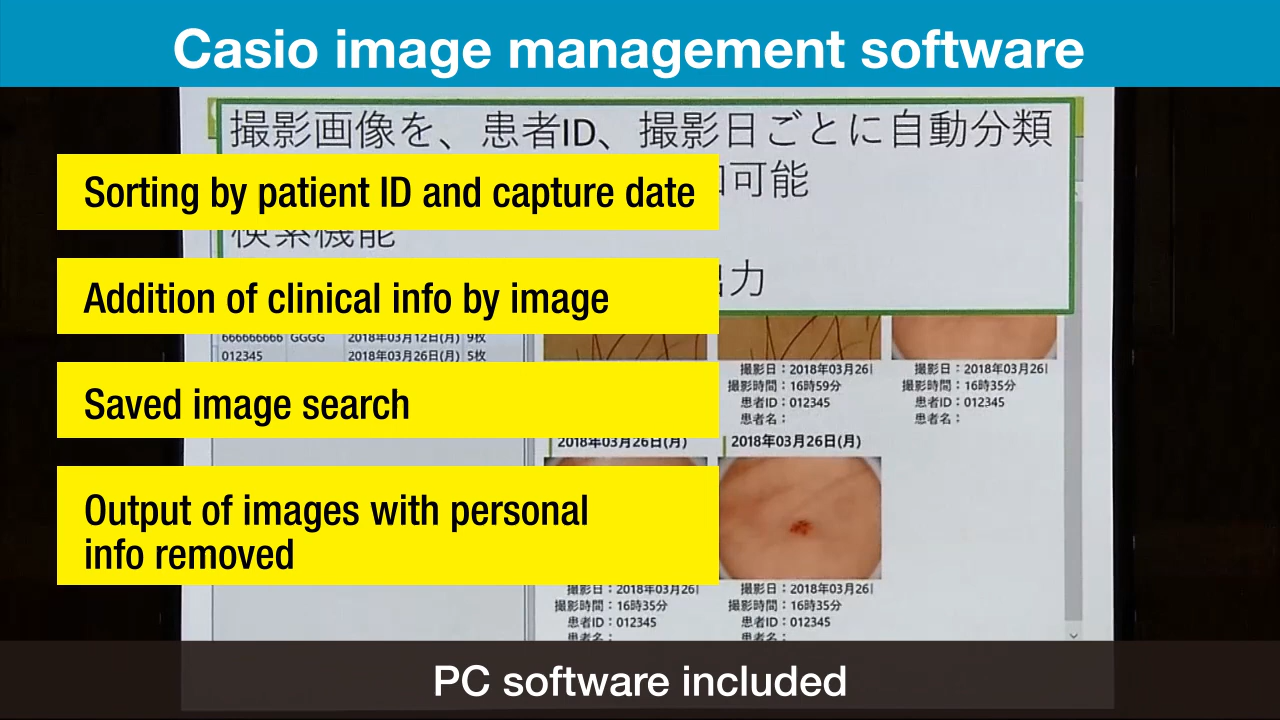 Casio image management software
撮影画像を、患者ID、撮影日ごとに自動分類
Sorting by patient ID and capture date
可能
検索機能
Addition of clinical info by image
出力
666666666 GGGG 2018年03月12日(月) 9枚
012345 2018年03月26日(月) 5枚
Saved image search
撮影日：2018年03月26
撮影時間：16時59分
患者ID：012345
患者名：
撮影日：2018年03月26
撮影時間：16時35分
患者ID：012345
患者名：
2018年03月26日(月)
2018年03月26日(月)
Output of images with personal
info removed
撮影日：2018年03月26
撮影時間：16時35分
患者ID：012345
患者名：
撮影日：2018年03月26
撮影時間：16時35分
患者ID：012345
患者名：
PC software included